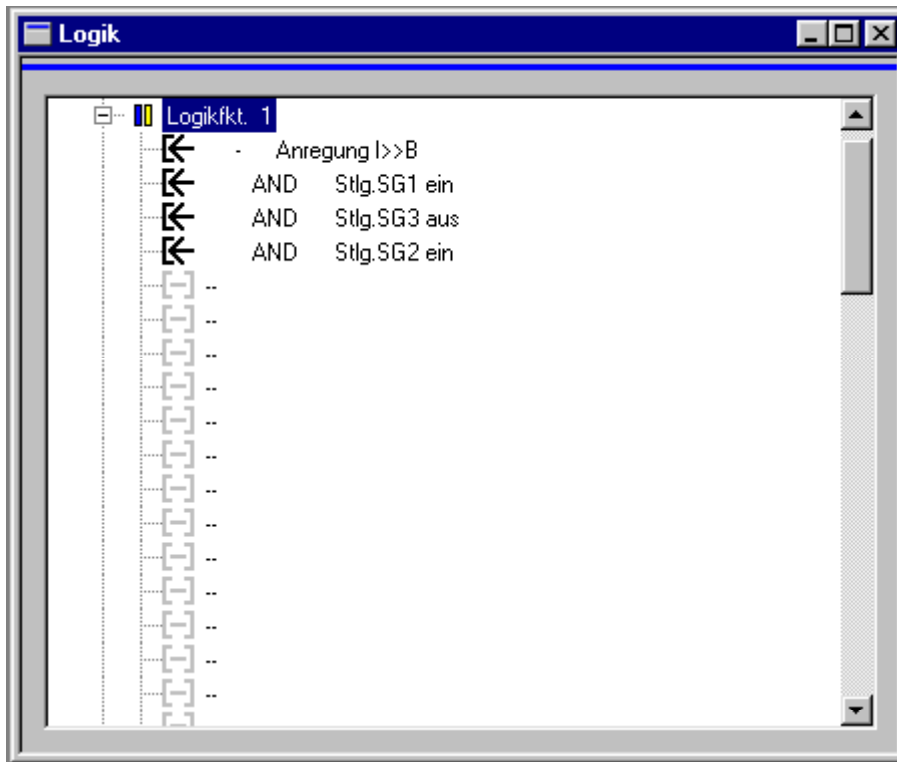 Logik
Logikfkt. 1
- Anregung I>>B
AND Stlg.SG1 ein
AND Stlg.SG3 aus
AND Stlg.SG2 ein
--
--
--
--
--
--
--
--
--
--
--
--
--